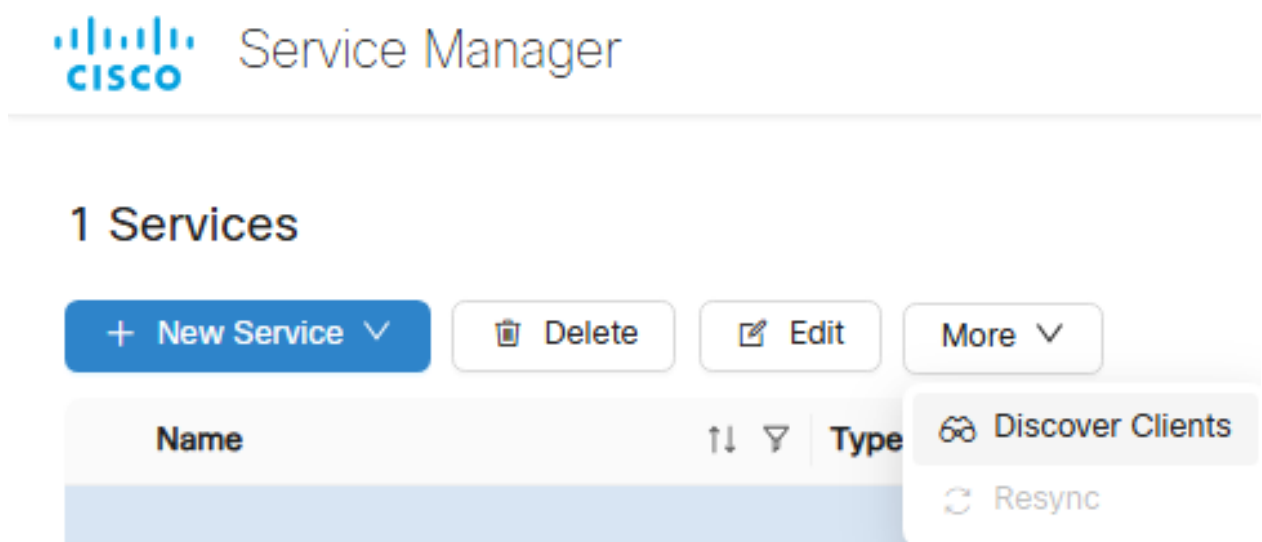 CISCO Service Manager
1 Services
+ New Service Delete Edit More
Name Type
Discover Clients
Resync